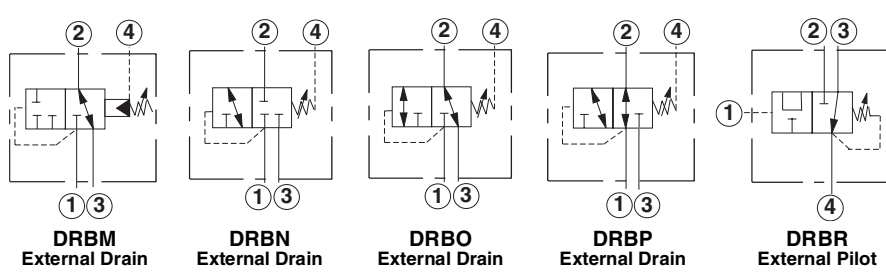 2 4
2 4
2 4
2 4
2 3
1
1 3
1 3
1 3
1 3
4
DRBM
External Drain
DRBN
External Drain
DRBO
External Drain
DRBP
External Drain
DRBR
External Pilot